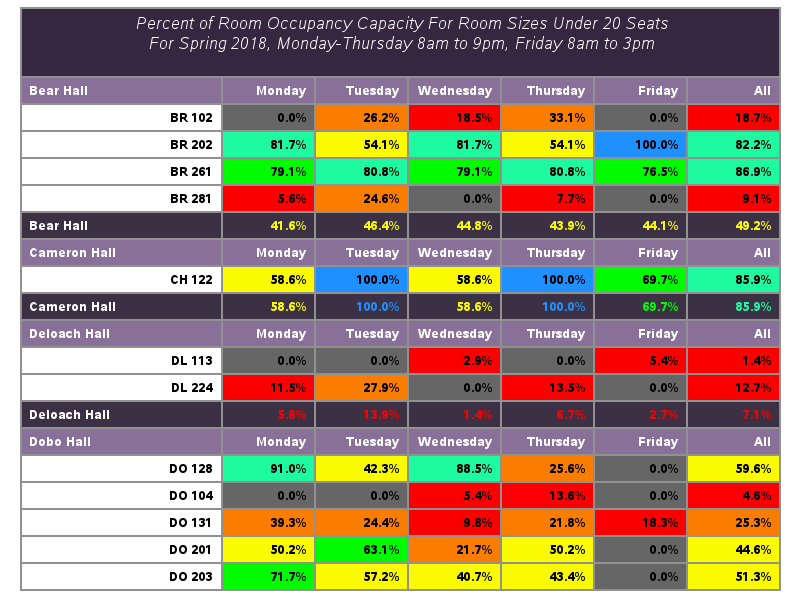 Percent of Room Occupancy Capacity For Room Sizes Under 20 Seats
For Spring 2018, Monday-Thursday 8am to 9pm, Friday 8am to 3pm
Bear Hall Monday Tuesday Wednesday Thursday Friday All
BR 102 0.0% 26.2% 18.5% 33.1% 0.0% 18.7%
BR 202 81.7% 54.1% 81.7% 54.1% 100.0% 82.2%
BR 261 79.1% 80.8% 79.1% 80.8% 76.5% 86.9%
BR 281 5.6% 24.6% 0.0% 7.7% 0.0% 9.1%
Bear Hall 41.6% 46.4% 44.8% 43.9% 44.1% 49.2%
Cameron Hall Monday Tuesday Wednesday Thursday Friday All
CH 122 58.6% 100.0% 58.6% 100.0% 69.7% 85.9%
Cameron Hall 58.6% 100.0% 58.6% 100.0% 69.7% 85.9%
Deloach Hall Monday Tuesday Wednesday Thursday Friday All
DL 113 0.0% 0.0% 2.9% 0.0% 5.4% 1.4%
DL 224 11.5% 27.9% 0.0% 13.5% 0.0% 12.7%
Deloach Hall 5.8% 13.9% 1.4% 6.7% 2.7% 7.1%
Dobo Hall Monday Tuesday Wednesday Thursday Friday All
DO 128 91.0% 42.3% 88.5% 25.6% 0.0% 59.6%
DO 104 0.0% 0.0% 5.4% 13.6% 0.0% 4.6%
DO 131 39.3% 24.4% 9.8% 21.8% 18.3% 25.3%
DO 201 50.2% 63.1% 21.7% 50.2% 0.0% 44.6%
DO 203 71.7% 57.2% 40.7% 43.4% 0.0% 51.3%